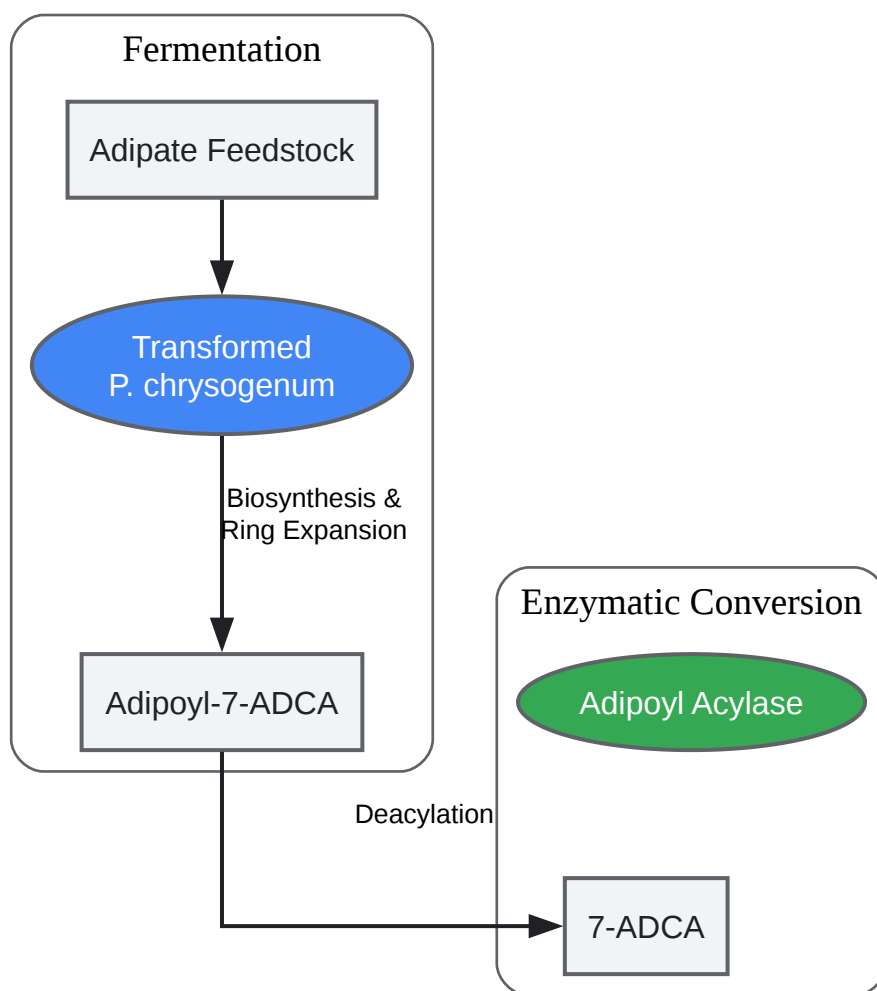 Fermentation
Adipate Feedstock
Transformed
P. chrysogenum
Biosynthesis &
Ring Expansion
Adipoyl-7-ADCA
Enzymatic Conversion
Adipoyl Acylase
Deacylation
7-ADCA